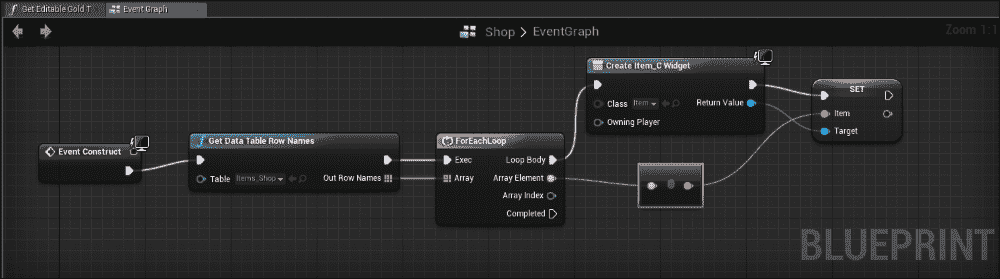 Get Editable Gold T
Event Graph
Shop > EventGraph
Zoom 1:1
Event Construct
Get Data Table Row Names
Table Items_Shop
Out Row Names
ForEachLoop
Exec
Loop Body
Array
Array Element
Array Index
Completed
Create Item_C Widget
Class Item
Return Value
Owning Player
SET
Item
Target
BLUEPRINT